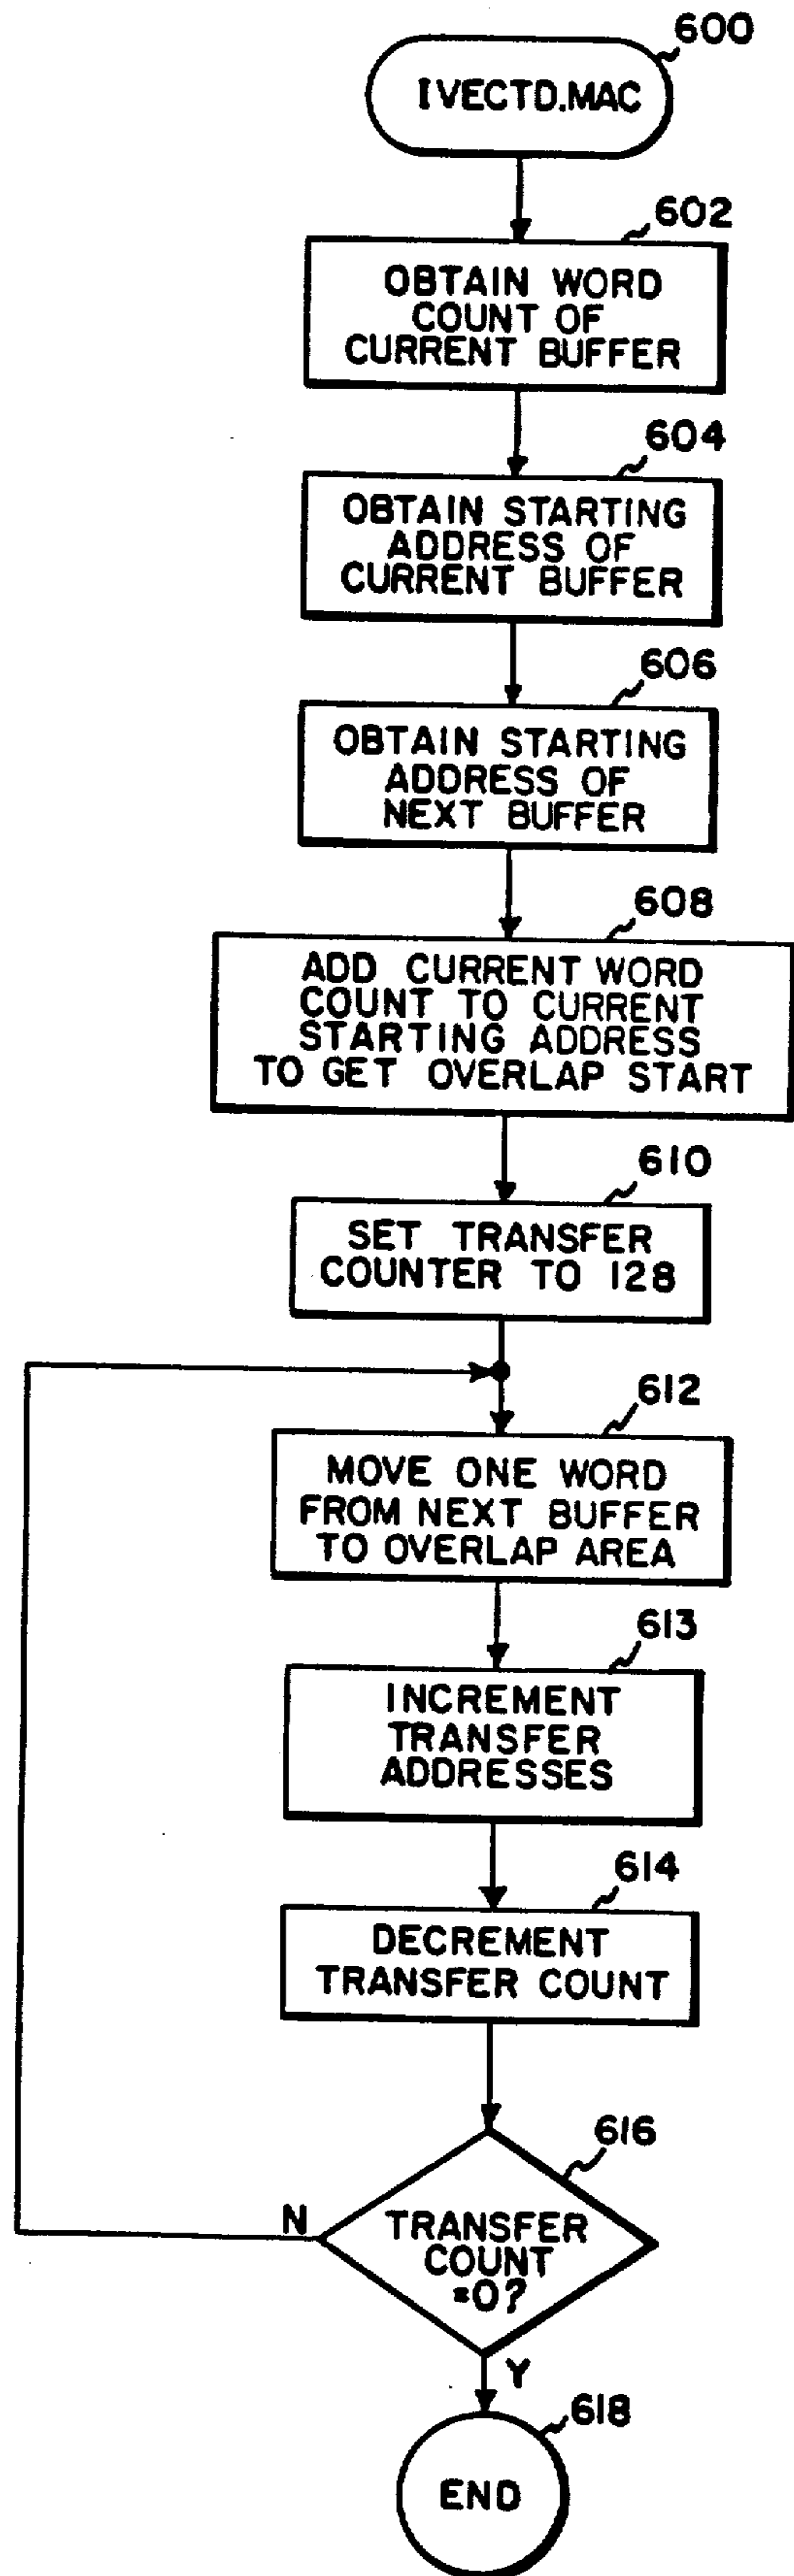 600
IVECTD.MAC
602
OBTAIN WORD
COUNT OF
CURRENT BUFFER
604
OBTAIN STARTING
ADDRESS OF
CURRENT BUFFER
606
OBTAIN STARTING
ADDRESS OF
NEXT BUFFER
608
ADD CURRENT WORD
COUNT TO CURRENT
STARTING ADDRESS
TO GET OVERLAP START
610
SET TRANSFER
COUNTER TO 128
612
MOVE ONE WORD
FROM NEXT BUFFER
TO OVERLAP AREA
613
INCREMENT
TRANSFER
ADDRESSES
614
DECREMENT
TRANSFER COUNT
616
N
TRANSFER
COUNT
=0?
Y
618
END